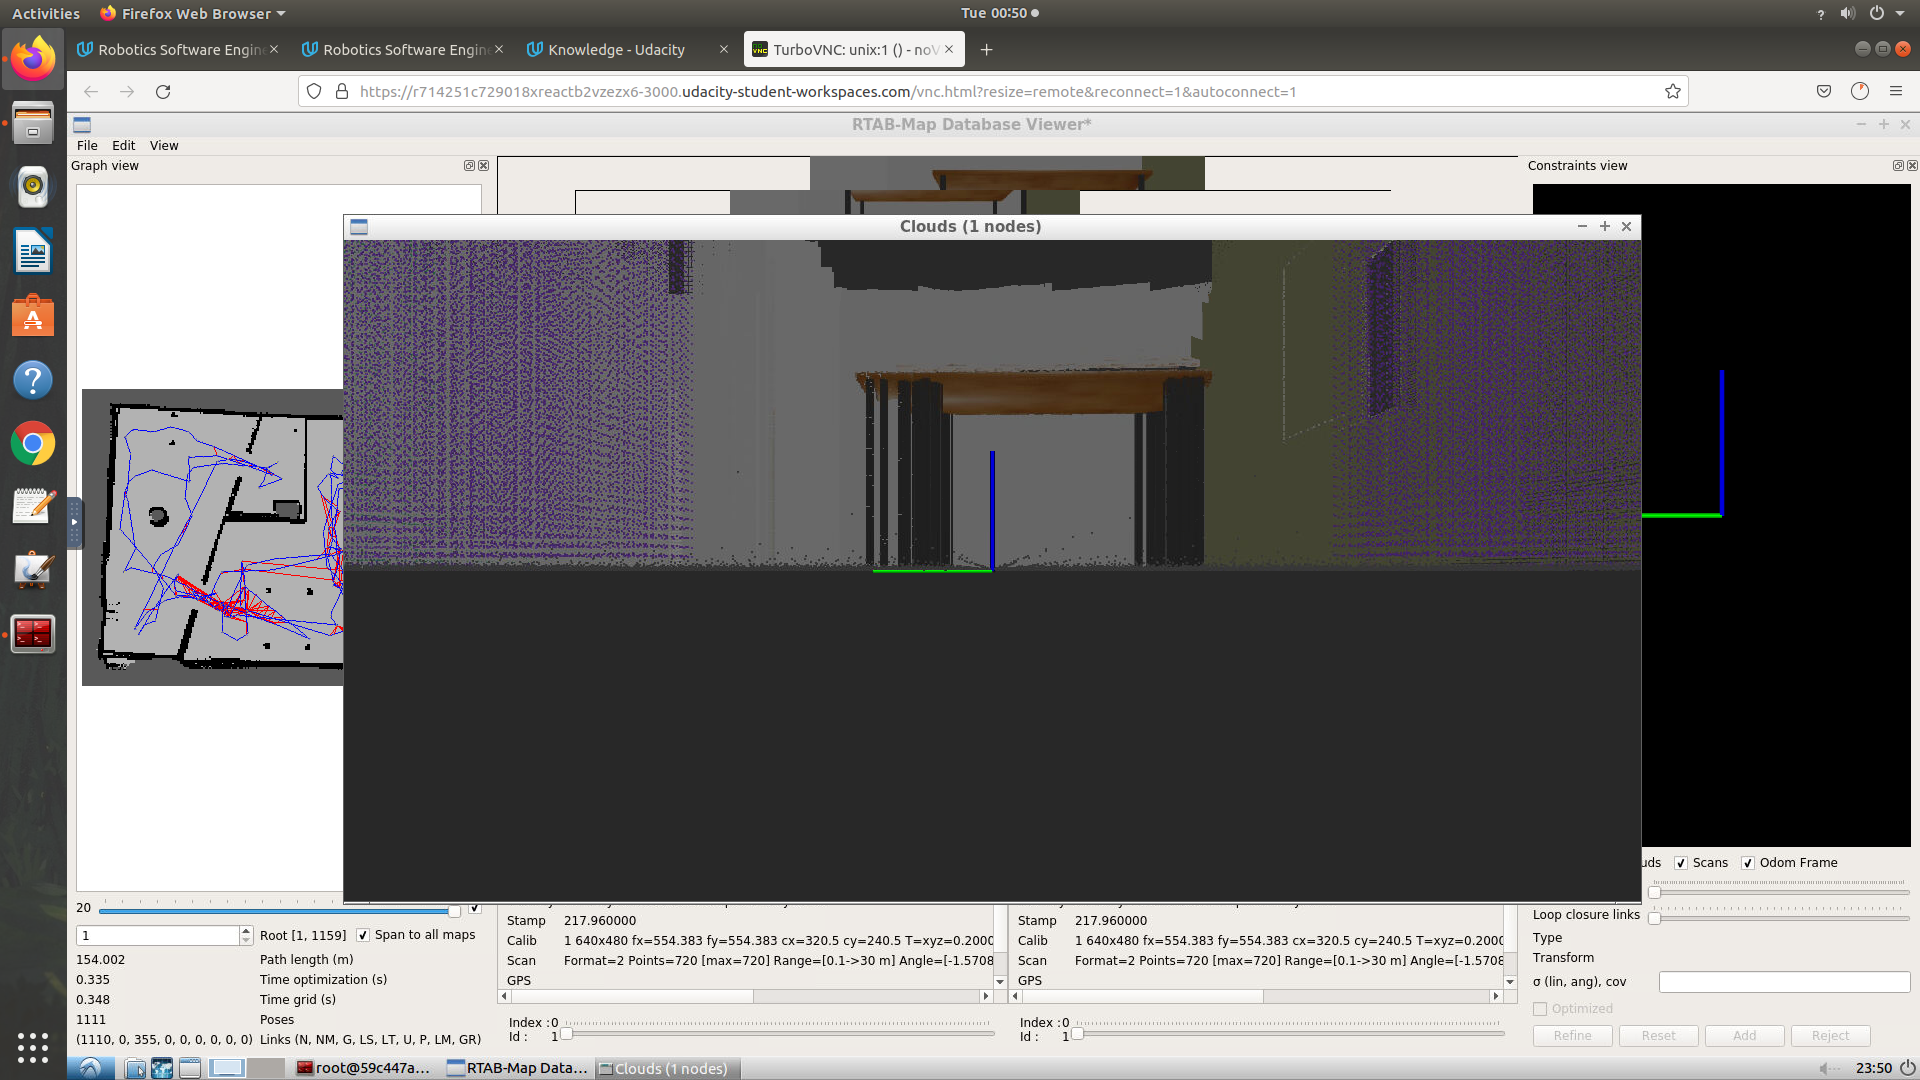 Activities
Firefox Web Browser
Tue 00:50
Robotics Software Engine
Robotics Software Engine
Knowledge - Udacity
TurboVNC: unix:1 () - noV
https://r714251c729018xreactb2vzezx6-3000.udacity-student-workspaces.com/vnc.html?resize=remote&reconnect=1&autoconnect=1
RTAB-Map Database Viewer*
File Edit View
Graph view
Constraints view
Clouds (1 nodes)
uds Scans Odom Frame
20
1 Root [1, 1159] Span to all maps
154.002 Path length (m)
0.335 Time optimization (s)
0.348 Time grid (s)
1111 Poses
(1110, 0, 355, 0, 0, 0, 0, 0, 0) Links (N, NM, G, LS, LT, U, P, LM, GR)
Stamp 217.960000
Calib 1 640x480 fx=554.383 fy=554.383 cx=320.5 cy=240.5 T=xyz=0.2000
Scan Format=2 Points=720 [max=720] Range=[0.1->30 m] Angle=[-1.5708
GPS
Index : 0
Id : 1
Stamp 217.960000
Calib 1 640x480 fx=554.383 fy=554.383 cx=320.5 cy=240.5 T=xyz=0.2000
Scan Format=2 Points=720 [max=720] Range=[0.1->30 m] Angle=[-1.5708
GPS
Index : 0
Id : 1
Loop closure links
Type
Transform
σ (lin, ang), cov
Optimized
Refine Reset Add Reject
root@59c447a...
RTAB-Map Data...
Clouds (1 nodes)
23:50